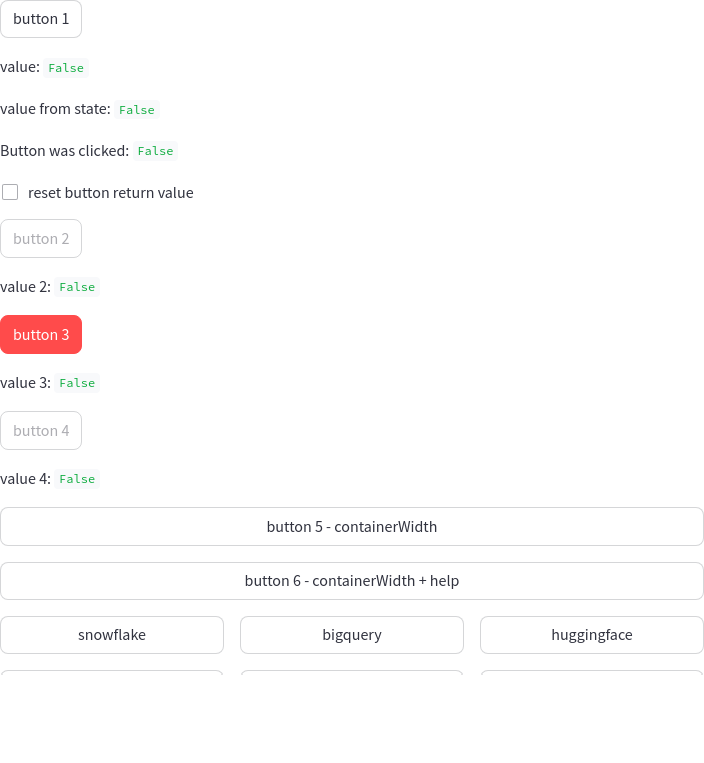 button 1
value: False
value from state: False
Button was clicked: False
reset button return value
button 2
value 2: False
button 3
value 3: False
button 4
value 4: False
button 5 - containerWidth
button 6 - containerWidth + help
snowflake bigquery huggingface